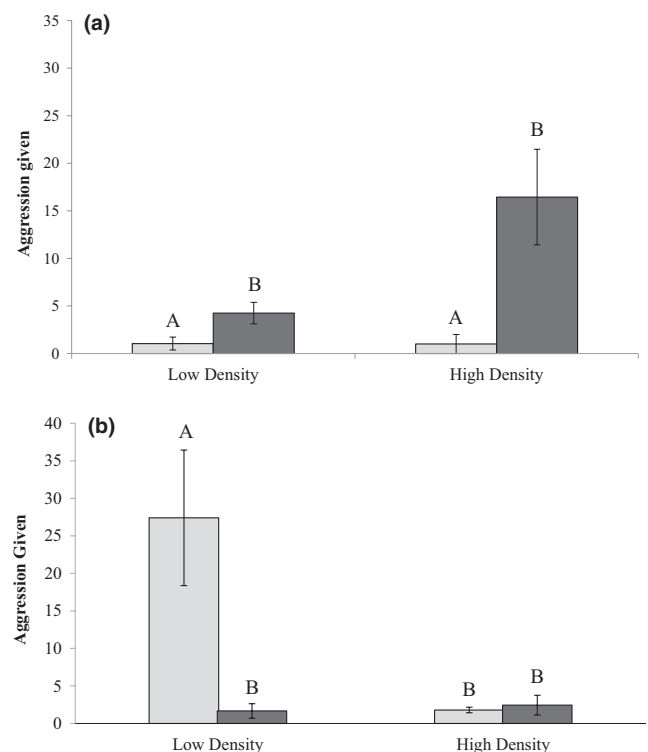 (a)
35
30
25
20
15
10
5
0
Aggression given
A
B
A
B
Low Density
High Density
(b)
40
35
30
25
20
15
10
5
0
Aggression Given
A
B
B
B
Low Density
High Density